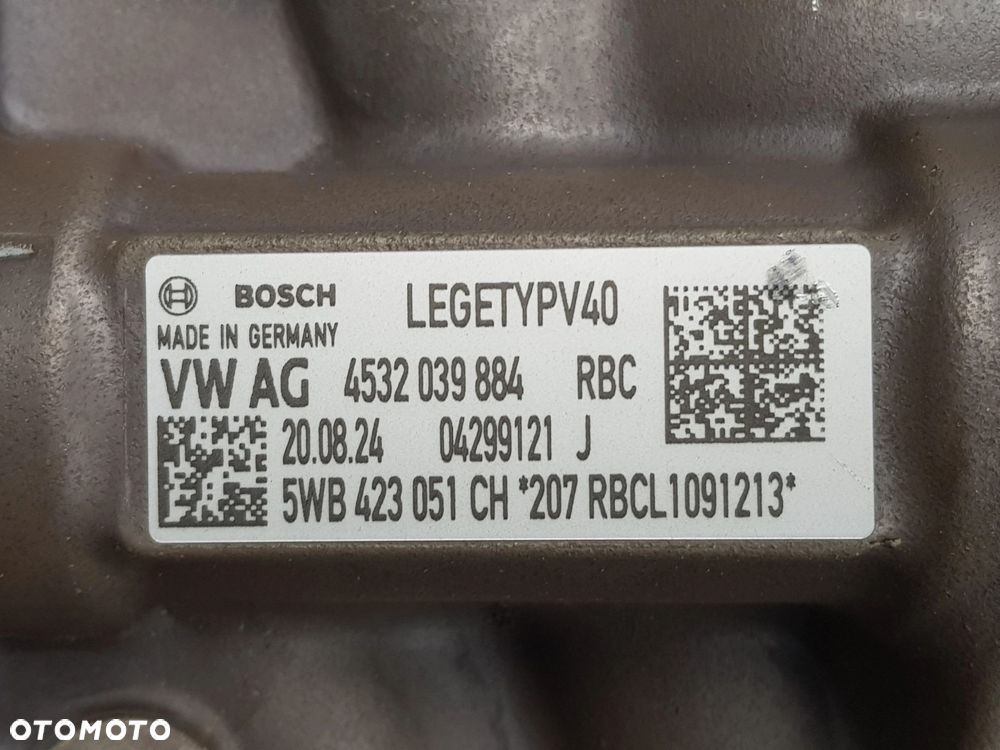 BOSCH LEGETYPV40
MADE IN GERMANY
VW AG 4532 039 884 RBC
20.08.24 04299121 J
5WB 423 051 CH *207 RBCL1091213*
OTOMOTO